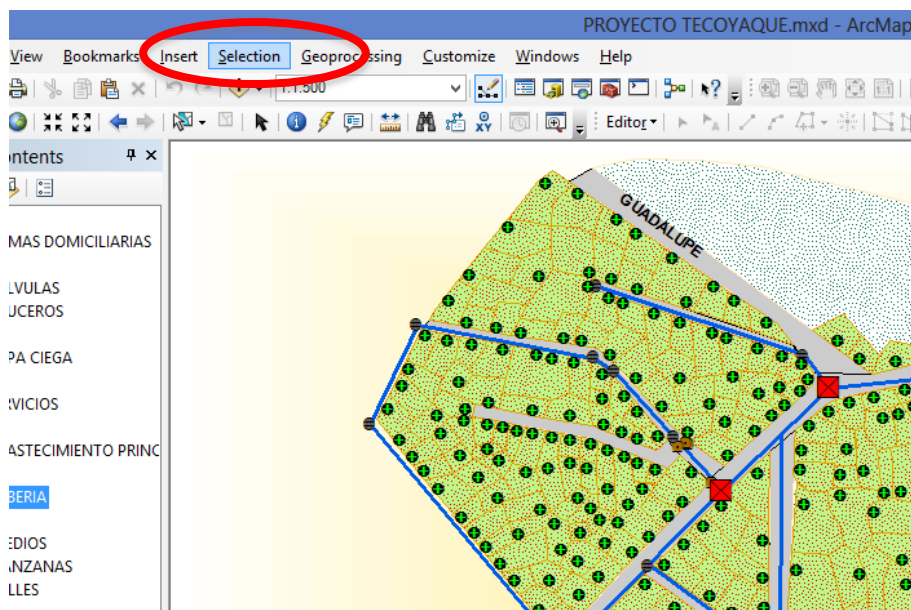 PROYECTO TECOYAQUE.mxd - ArcMap
View Bookmarks Insert Selection Geoprocessing Customize Windows Help
1:1.500
XY Editor
ontents
MAS DOMICILIARIAS
LVULAS
UCEROS
PA CIEGA
RVICIOS
ASTECIMIENTO PRINC
BERIA
EDIOS
NZANAS
LLES
GUADALUPE